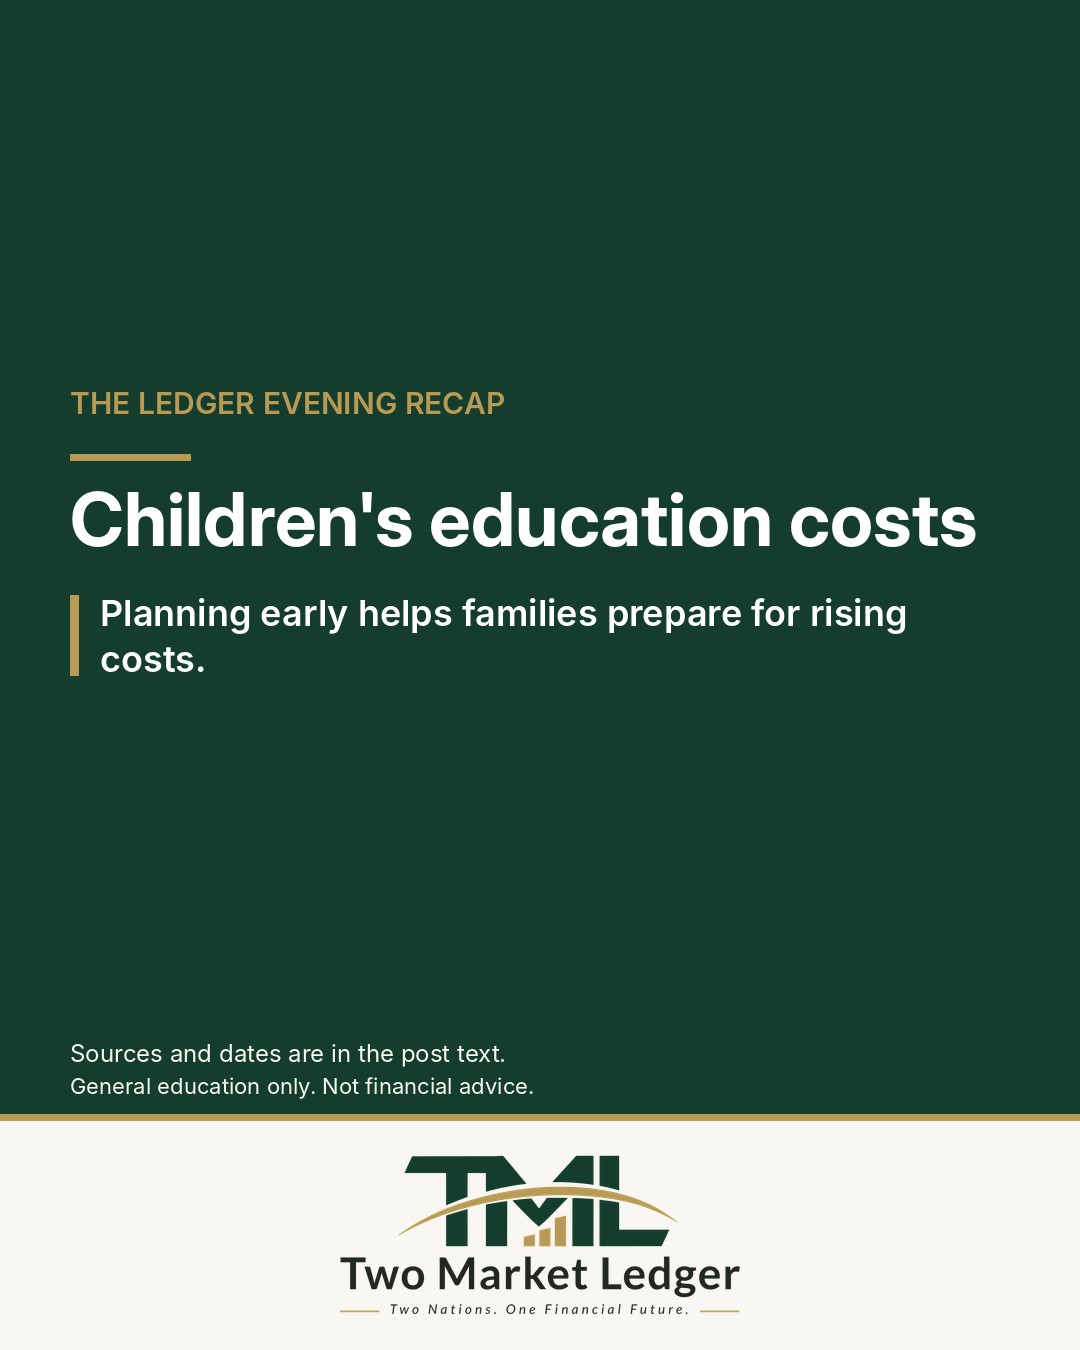 THE LEDGER EVENING RECAP
Children's education costs
Planning early helps families prepare for rising
costs.
Sources and dates are in the post text.
General education only. Not financial advice.
TML
Two Market Ledger
Two Nations. One Financial Future.